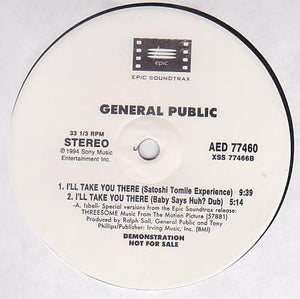 epic
EPIC SOUNDTRAX
GENERAL PUBLIC
33 1/3 RPM
STEREO
℗ 1994 Sony Music
Entertainment Inc.
AED 77460
XSS 77466B
1. I'LL TAKE YOU THERE (Satoshi Tomiie Experience) 9:39
2. I'LL TAKE YOU THERE (Baby Says Huh? Dub) 5:14
-A. Isbell- Special versions from the Epic Soundtrax release:
THREESOME Music From The Motion Picture (57881)
Produced by Ralph Sall, General Public and Tony
Phillips/Publisher: Irving Music, Inc. (BMI)
DEMONSTRATION
NOT FOR SALE